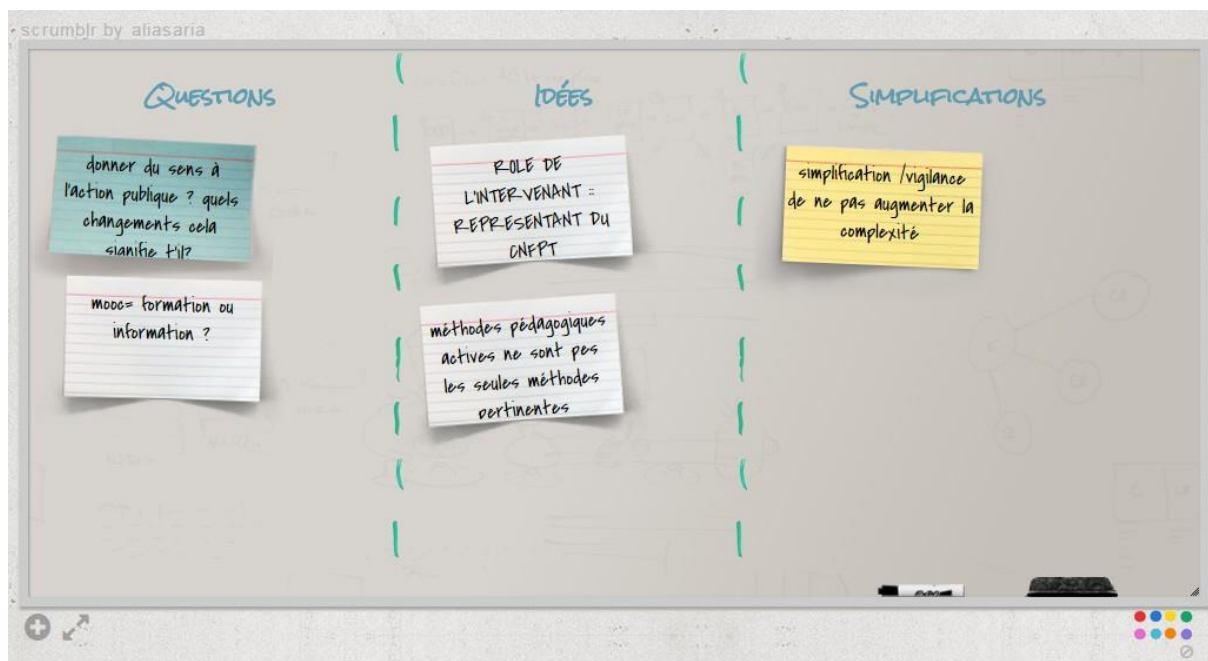 scrumblr by aliasaria
QUESTIONS
donner du sens à
l'action publique ? quels
changements cela
signifie t'il?
mooc= formation ou
information ?
IDÉES
ROLE DE
L'INTERVENANT =
REPRESENTANT DU
CNFPT
méthodes pédagogiques
actives ne sont pes
les seules méthodes
pertinentes
SIMPLIFICATIONS
simplification /vigilance
de ne pas augmenter la
complexité